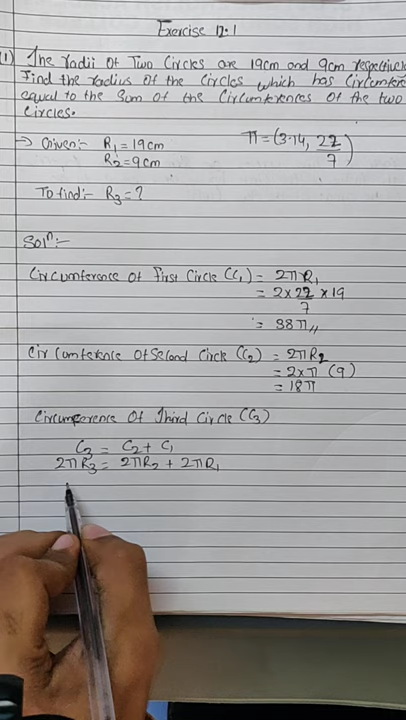 Exercise 12.1
(1) The radii Of Two Circles are 19cm and 9cm respectively
Find the radius Of the Circles which has Circumfere
equal to the Sum of the Circumferences Of the two
Circles.
→ Given:- R1 = 19cm π = (3.14, 22/7)
R2 = 9cm
To find:- R3 = ?
Solⁿ:-
Circumference Of First Circle (C1) = 2πR1
= 2 x 22/7 x 19
= 38π //
Circumference Of Second Circle (C2) = 2πR2
= 2xπ (9)
= 18π
Circumference Of Third Circle (C3)
C3 = C2 + C1
2πR3 = 2πR2 + 2πR1